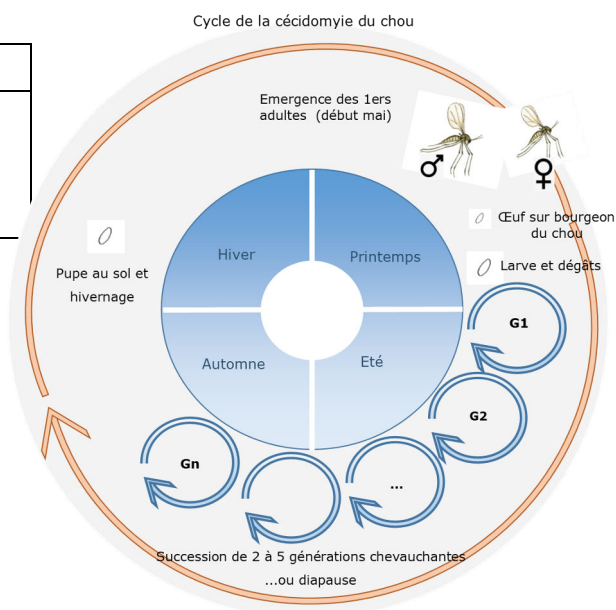 Cycle de la cécidomyie du chou
Emergence des 1ers
adultes (début mai)
♂
♀
Œuf sur bourgeon
du chou
Larve et dégâts
Pupe au sol et
hivernage
Hiver
Printemps
Automne
Eté
G1
G2
...
Gn
Succession de 2 à 5 générations chevauchantes
...ou diapause